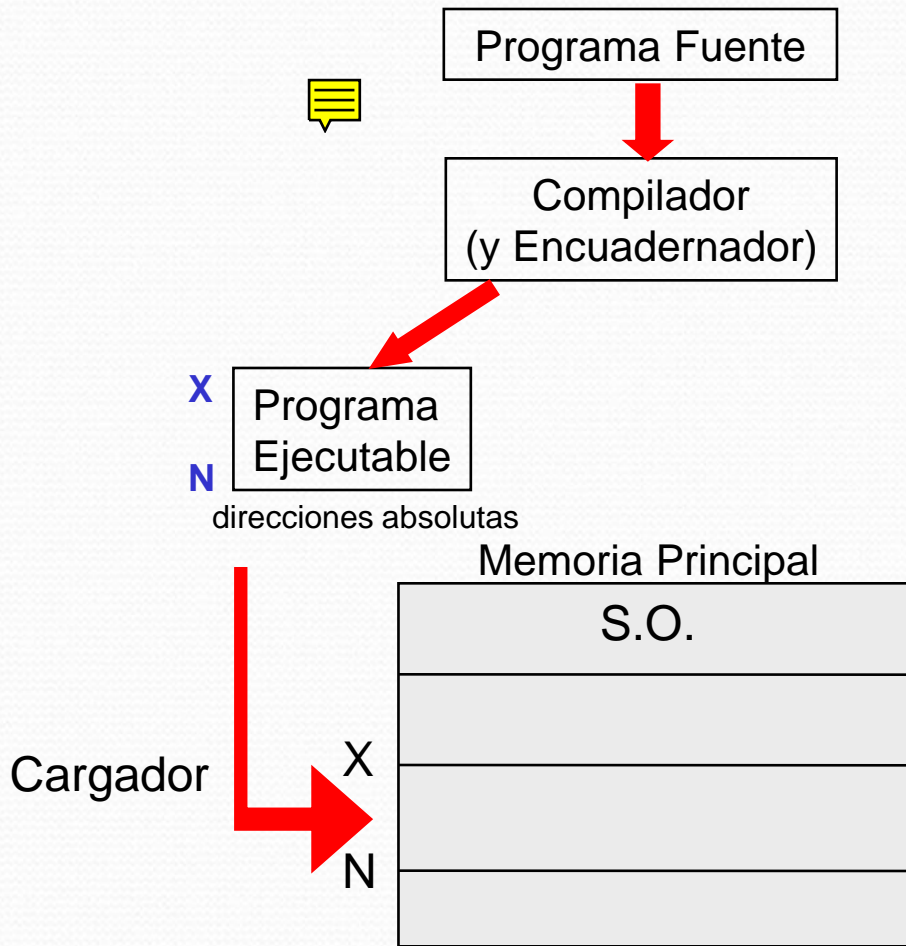 Programa Fuente
Compilador
(y Encuadernador)
X
Programa
Ejecutable
N
direcciones absolutas
Memoria Principal
S.O.
X
Cargador
N